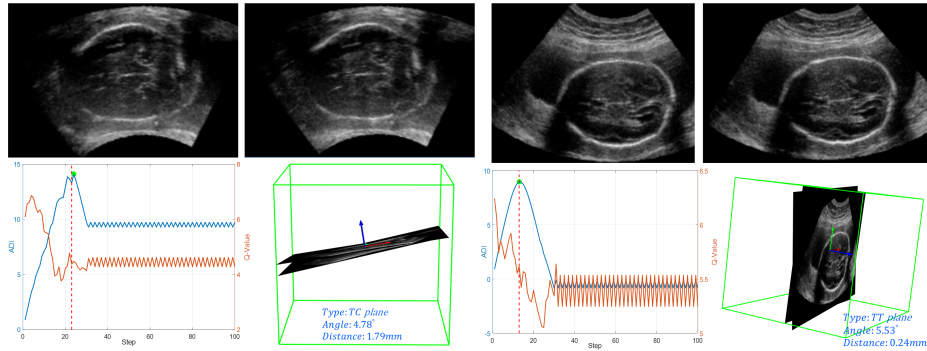 15
10
5
0
ADI
0
20
40
60
80
100
Step
8
6
4
2
Q-Value
Type: TC plane
Angle: 4.78°
Distance: 1.79mm
10
5
0
-5
ADI
0
20
40
60
80
100
Step
6.5
6
5.5
5
Q-Value
Type: TT plane
Angle: 5.53°
Distance: 0.24mm